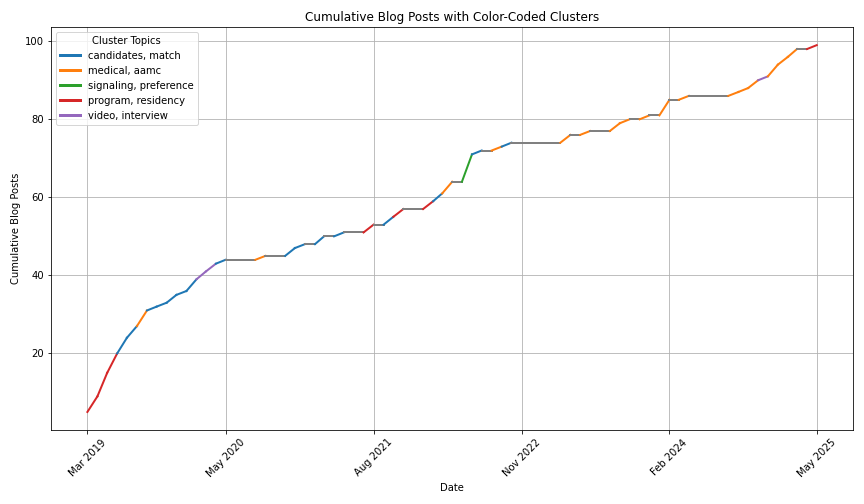 Cumulative Blog Posts with Color-Coded Clusters
Cluster Topics
candidates, match
medical, aamc
signaling, preference
program, residency
video, interview
100
80
60
40
20
Cumulative Blog Posts
Mar 2019
May 2020
Aug 2021
Nov 2022
Feb 2024
May 2025
Date